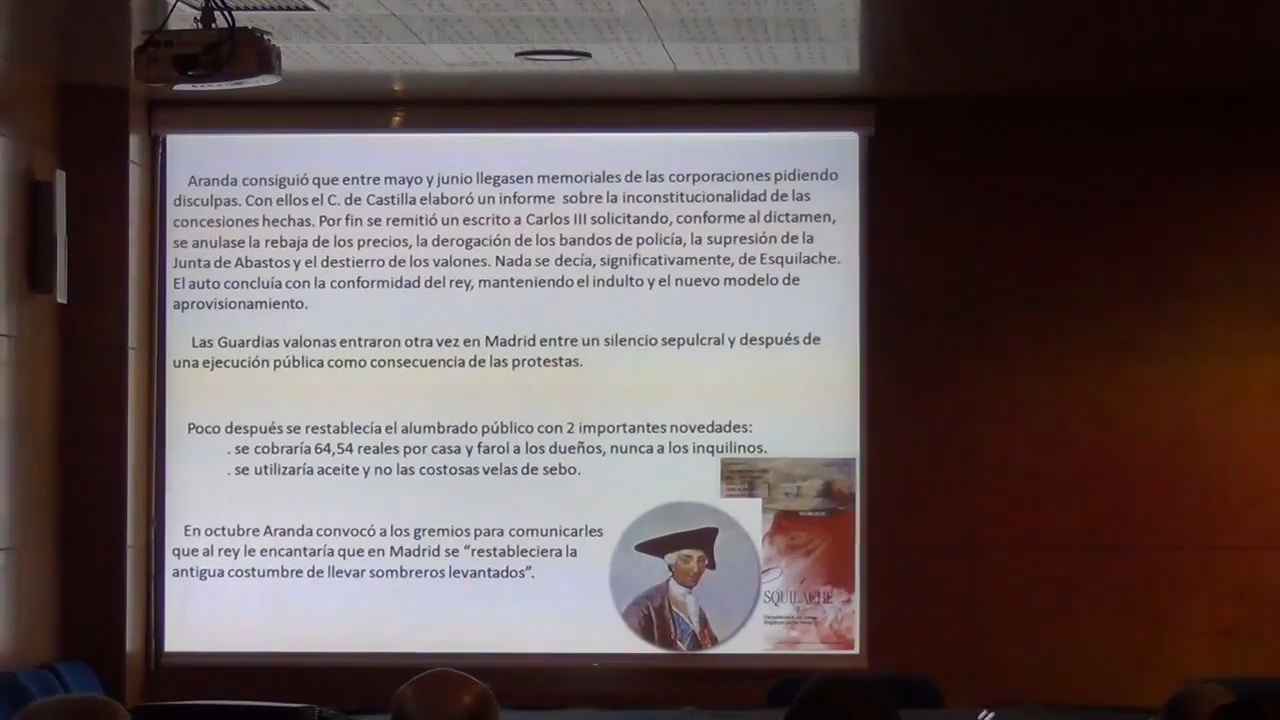 Aranda consiguió que entre mayo y junio llegasen memoriales de las corporaciones pidiendo
disculpas. Con ellos el C. de Castilla elaboró un informe sobre la inconstitucionalidad de las
concesiones hechas. Por fin se remitió un escrito a Carlos III solicitando, conforme al dictamen,
se anulase la rebaja de los precios, la derogación de los bandos de policía, la supresión de la
Junta de Abastos y el destierro de los valones. Nada se decía, significativamente, de Esquilache.
El auto concluía con la conformidad del rey, manteniendo el indulto y el nuevo modelo de
aprovisionamiento.
Las Guardias valonas entraron otra vez en Madrid entre un silencio sepulcral y después de
una ejecución pública como consecuencia de las protestas.
Poco después se restablecía el alumbrado público con 2 importantes novedades:
. se cobraría 64,54 reales por casa y farol a los dueños, nunca a los inquilinos.
. se utilizaría aceite y no las costosas velas de sebo.
En octubre Aranda convocó a los gremios para comunicarles
que al rey le encantaría que en Madrid se “restableciera la
antigua costumbre de llevar sombreros levantados”.
SQUILACHE